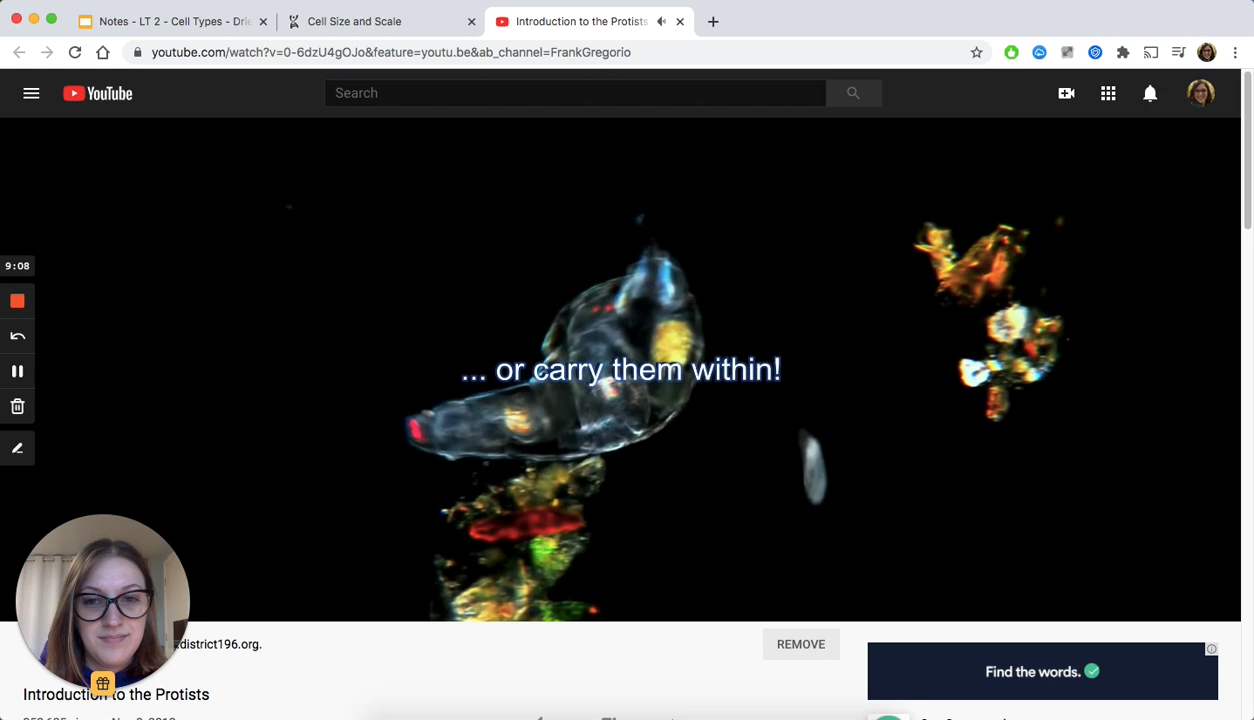 Notes - LT 2 - Cell Types - Drie
Cell Size and Scale
Introduction to the Protists
youtube.com/watch?v=0-6dzU4gOJo&feature=youtu.be&ab_channel=FrankGregorio
YouTube
Search
9:08
... or carry them within!
district196.org.
REMOVE
Find the words.
Introduction to the Protists